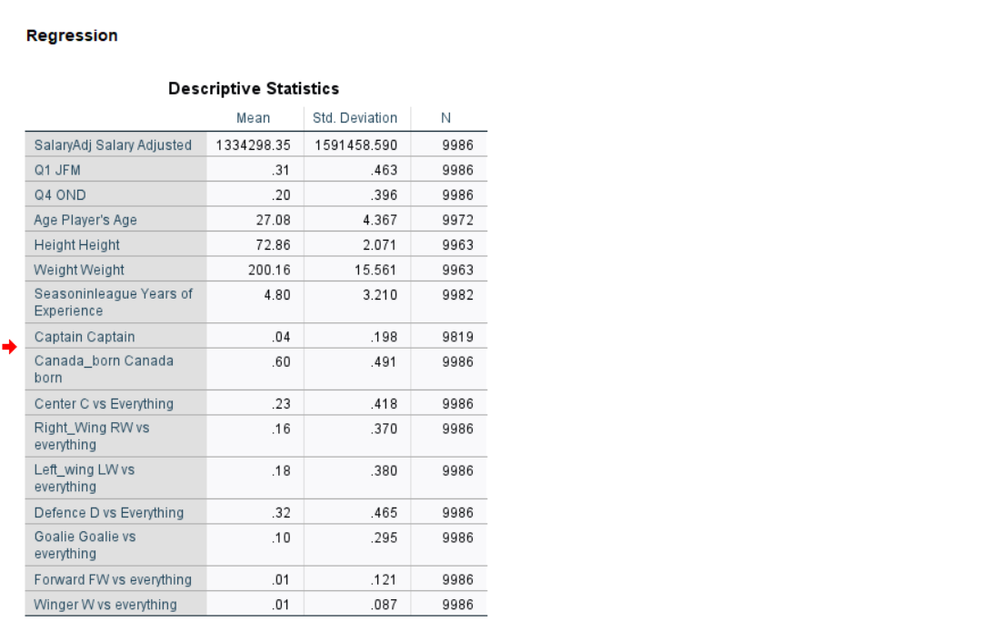 Regression
Descriptive Statistics
Mean Std. Deviation N
SalaryAdj Salary Adjusted 1334298.35 1591458.590 9986
Q1 JFM .31 .463 9986
Q4 OND .20 .396 9986
Age Player's Age 27.08 4.367 9972
Height Height 72.86 2.071 9963
Weight Weight 200.16 15.561 9963
Seasoninleague Years of 4.80 3.210 9982
Experience
Captain Captain .04 .198 9819
Canada_born Canada .60 .491 9986
born
Center C vs Everything .23 .418 9986
Right_Wing RW vs .16 .370 9986
everything
Left_wing LW vs .18 .380 9986
everything
Defence D vs Everything .32 .465 9986
Goalie Goalie vs .10 .295 9986
everything
Forward FW vs everything .01 .121 9986
Winger W vs everything .01 .087 9986